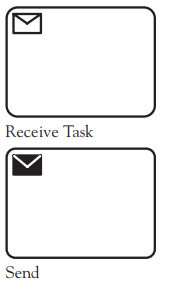 Receive Task
Send